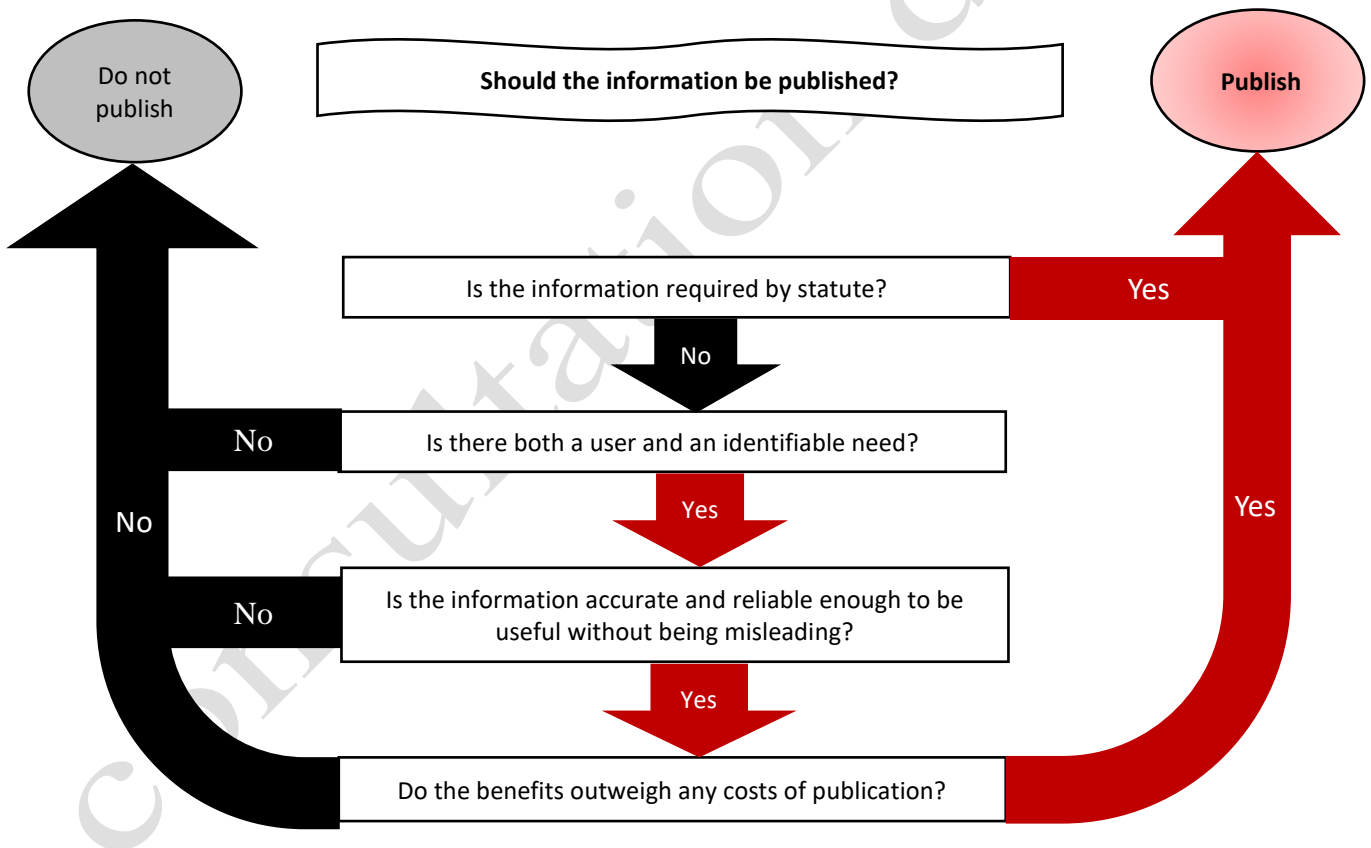 Do not
publish
Should the information be published?
Publish
Is the information required by statute?
Yes
No
No
Is there both a user and an identifiable need?
Yes
No
Yes
No
Is the information accurate and reliable enough to be
useful without being misleading?
Yes
Do the benefits outweigh any costs of publication?
consultation